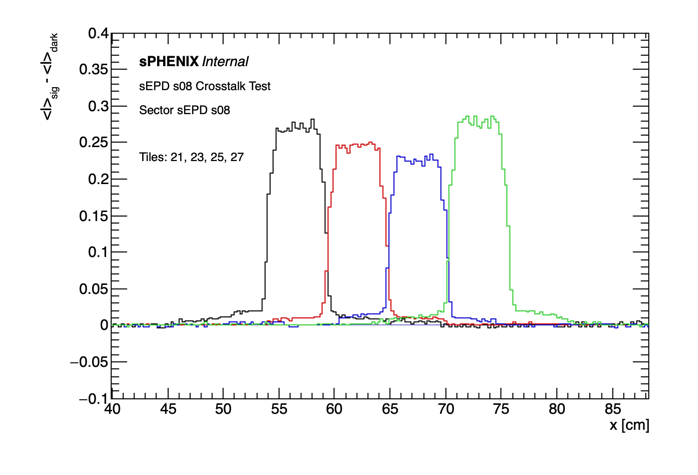 <I>sig - <I>dark
0.4
0.35
0.3
0.25
0.2
0.15
0.1
0.05
0
−0.05
−0.1
sPHENIX Internal
sEPD s08 Crosstalk Test
Sector sEPD s08
Tiles: 21, 23, 25, 27
40 45 50 55 60 65 70 75 80 85
x [cm]